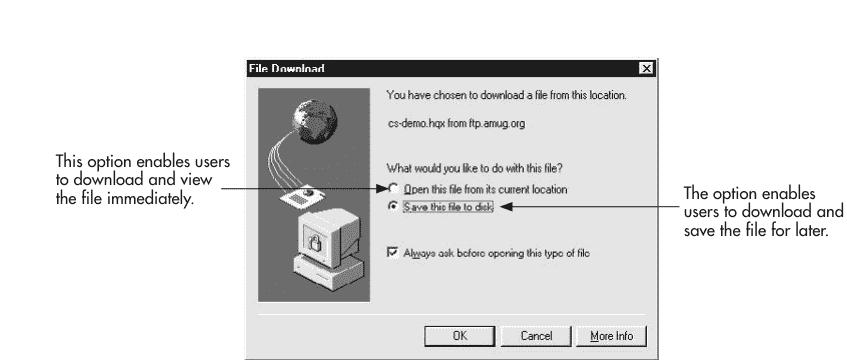 File Download
You have chosen to download a file from this location.
cs-demo.hqx from ftp.amug.org
What would you like to do with this file?
Open this file from its current location
Save this file to disk
Always ask before opening this type of file
OK
Cancel
More Info
This option enables users
to download and view
the file immediately.
The option enables
users to download and
save the file for later.